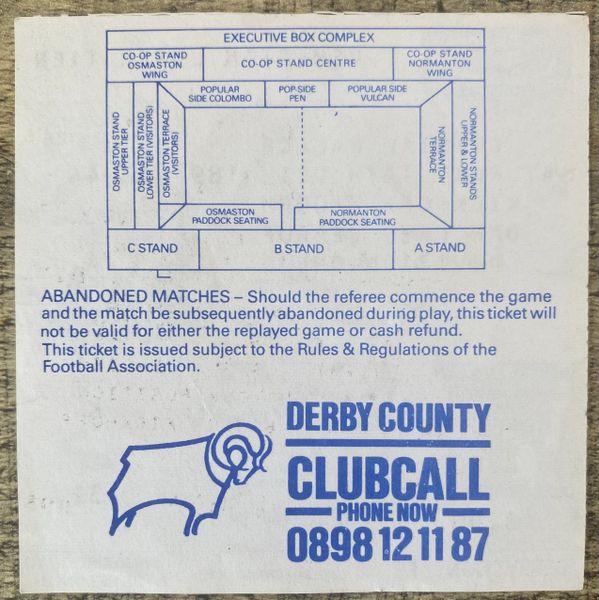 EXECUTIVE BOX COMPLEX
CO-OP STAND
OSMASTON
WING
CO-OP STAND CENTRE
CO-OP STAND
NORMANTON
WING
POPULAR
SIDE COLOMBO
POP-SIDE
PEN
POPULAR SIDE
VULCAN
OSMASTON STAND
UPPER TIER
OSMASTON STAND
LOWER TIER (VISITORS)
OSMASTON TERRACE
(VISITORS)
NORMANTON
TERRACE
NORMANTON STANDS
UPPER & LOWER
OSMASTON
PADDOCK SEATING
NORMANTON
PADDOCK SEATING
C STAND
B STAND
A STAND
ABANDONED MATCHES – Should the referee commence the game
and the match be subsequently abandoned during play, this ticket will
not be valid for either the replayed game or cash refund.
This ticket is issued subject to the Rules & Regulations of the
Football Association.
DERBY COUNTY
CLUBCALL
PHONE NOW
0898 12 11 87